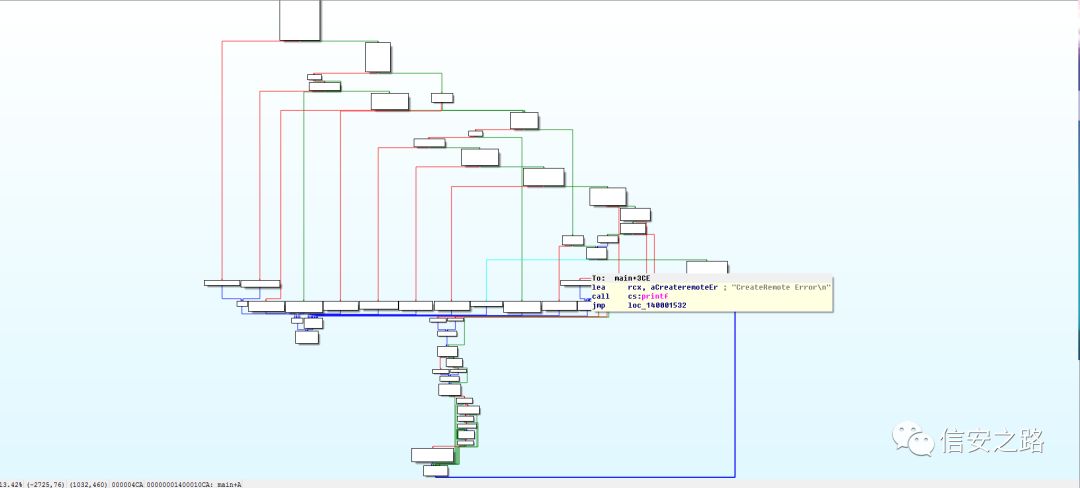 To: main+3CE
lea rcx, aCreateremoteEr ; "CreateRemote Error\n"
call cs:printf
jmp loc_140001532
信安之路
13.42% (-2725,76) (1032,460) 000004CA 00000001400010CA: main+A